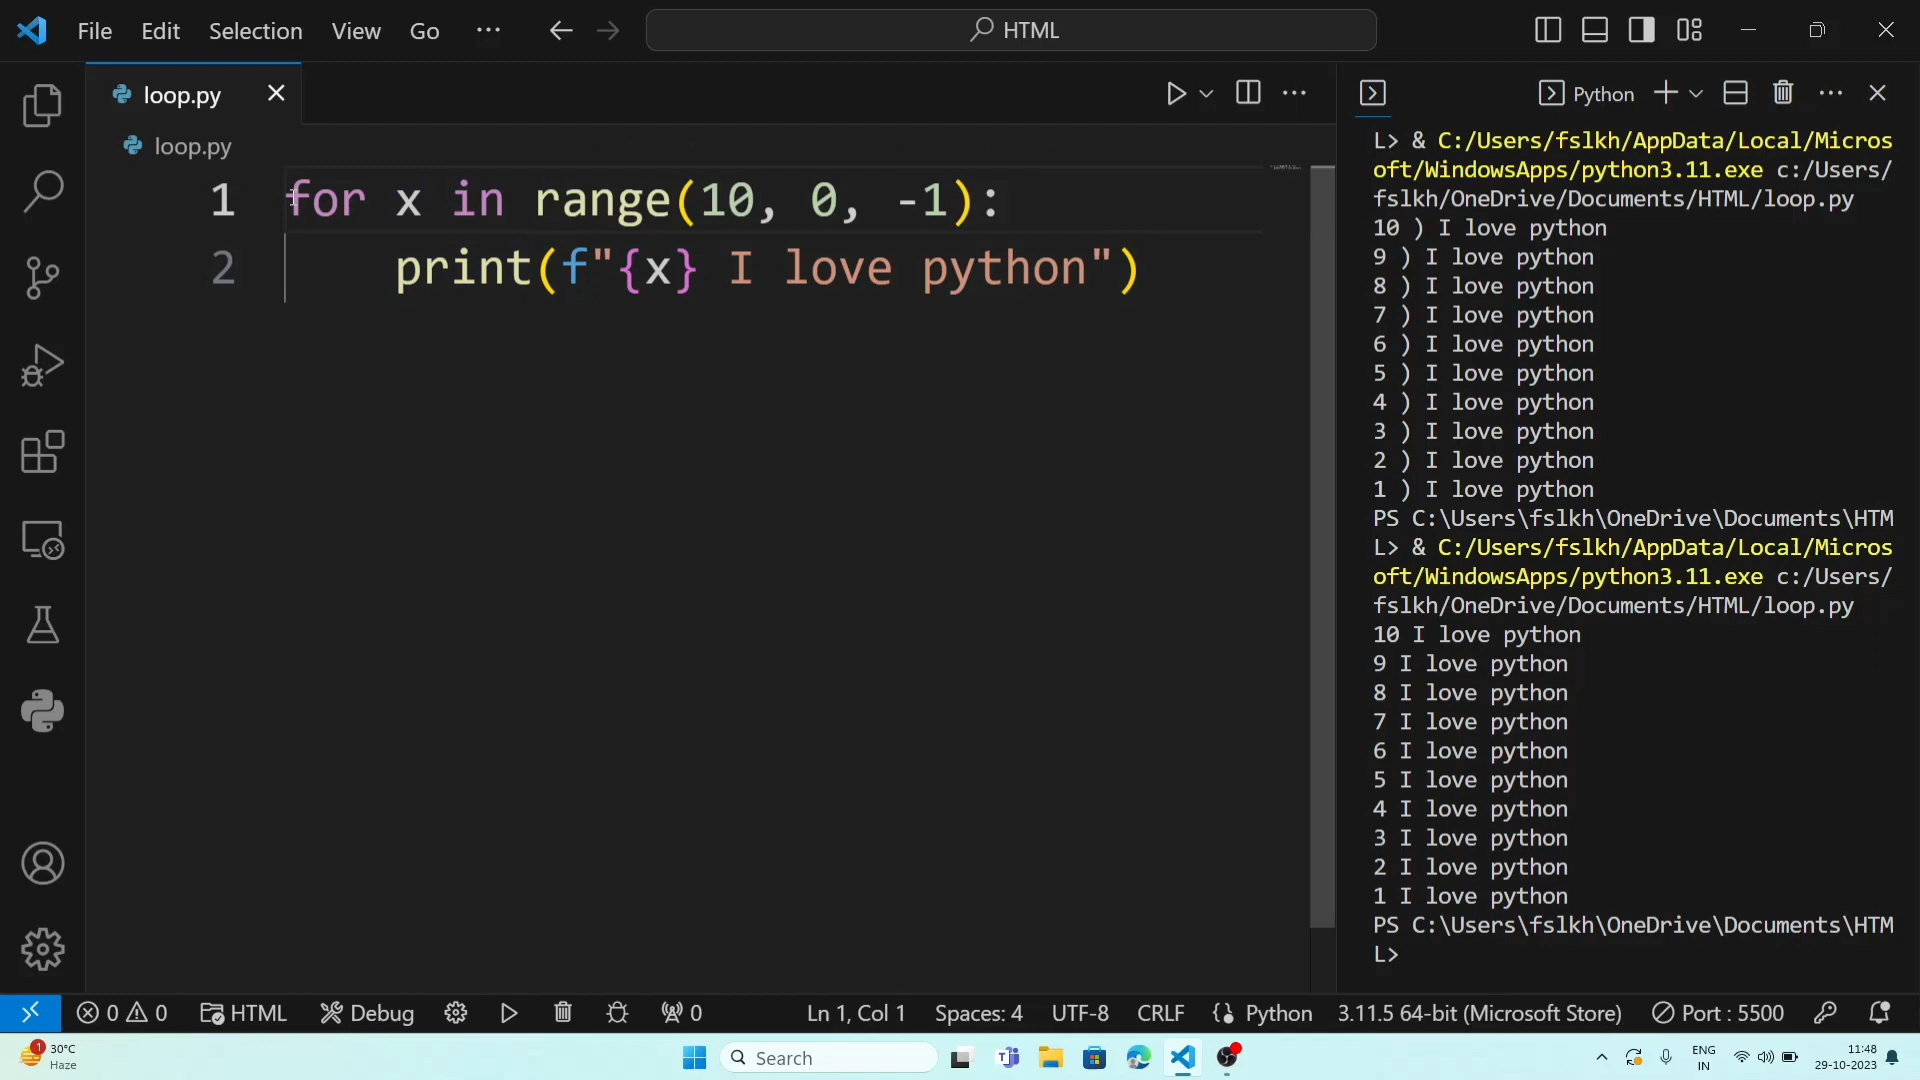 File Edit Selection View Go ··· HTML
loop.py
Python
loop.py
1 for x in range(10, 0, -1):
2 print(f"{x} I love python")
L> & C:/Users/fslkh/AppData/Local/Micros
oft/WindowsApps/python3.11.exe c:/Users/
fslkh/OneDrive/Documents/HTML/loop.py
10 ) I love python
9 ) I love python
8 ) I love python
7 ) I love python
6 ) I love python
5 ) I love python
4 ) I love python
3 ) I love python
2 ) I love python
1 ) I love python
PS C:\Users\fslkh\OneDrive\Documents\HTM
L> & C:/Users/fslkh/AppData/Local/Micros
oft/WindowsApps/python3.11.exe c:/Users/
fslkh/OneDrive/Documents/HTML/loop.py
10 I love python
9 I love python
8 I love python
7 I love python
6 I love python
5 I love python
4 I love python
3 I love python
2 I love python
1 I love python
PS C:\Users\fslkh\OneDrive\Documents\HTM
L>
0 0 HTML Debug 0 Ln 1, Col 1 Spaces: 4 UTF-8 CRLF Python 3.11.5 64-bit (Microsoft Store) Port : 5500
1 30°C
Haze
Search
ENG
IN
11:48
29-10-2023